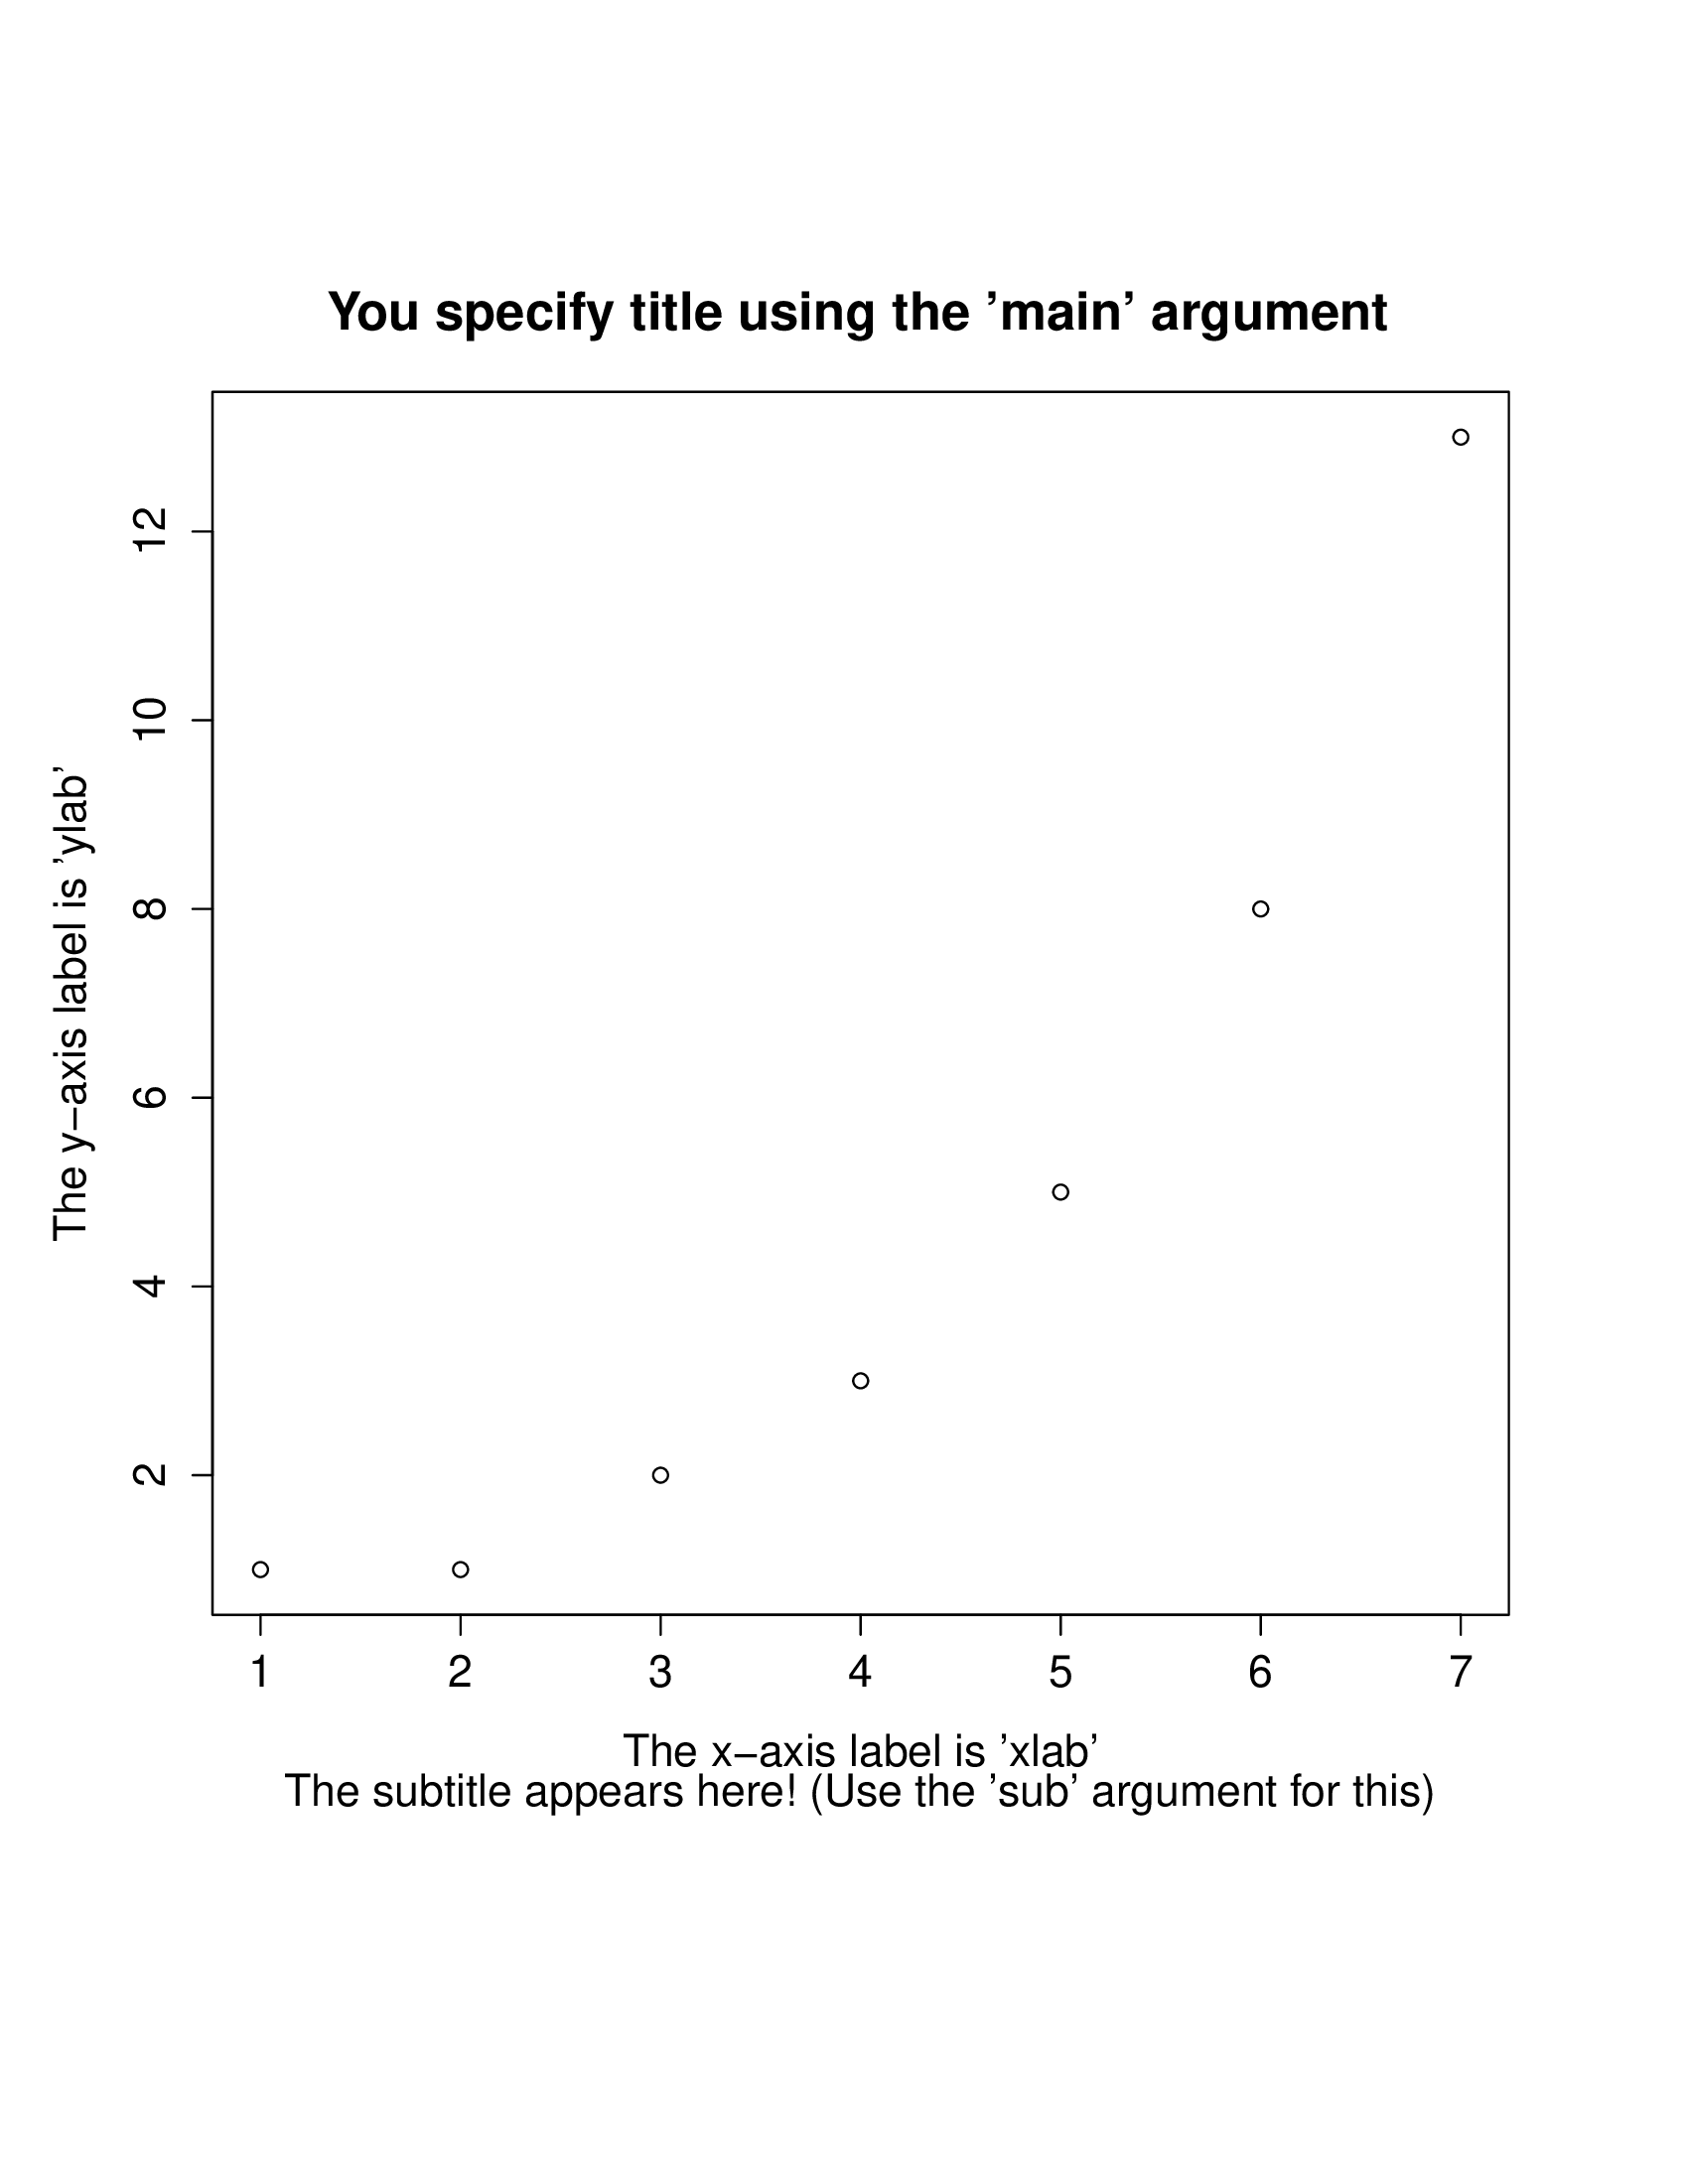 You specify title using the ’main’ argument
The y−axis label is ’ylab’
12
10
8
6
4
2
1 2 3 4 5 6 7
The x−axis label is ’xlab’
The subtitle appears here! (Use the ’sub’ argument for this)